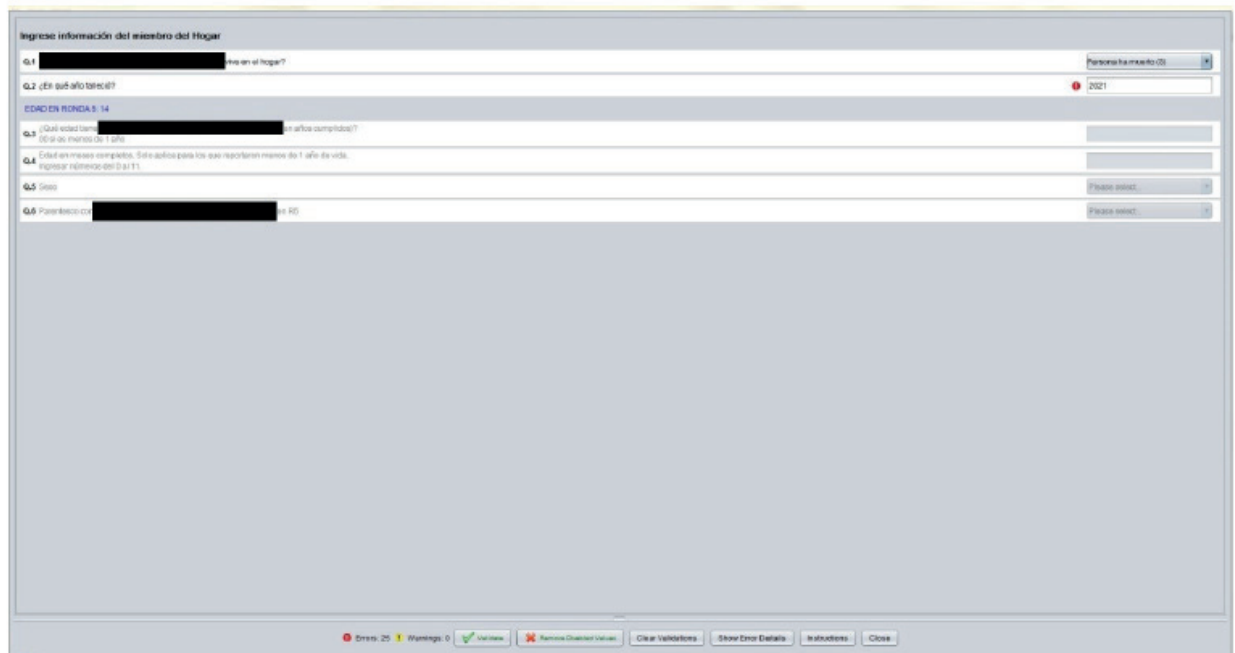 Ingrese información del miembro del Hogar
Q.1 vive en el hogar? Persona ha muerto (3)
Q.2 ¿En qué año falleció? 2021
EDAD EN RONDA 5: 14
Q.3 ¿Qué edad tiene en años cumplidos)?
00 si es menos de 1 año
Q.4 Edad en meses completos. Solo aplica para los que reportaron menos de 1 año de vida.
Ingresar números del 0 al 11.
Q.5 Sexo Please select..
Q.6 Parentesco con en R5 Please select..
Errors: 25 Warnings: 0 Validate Remove Disabled Values Clear Validations Show Error Details Instructions Close